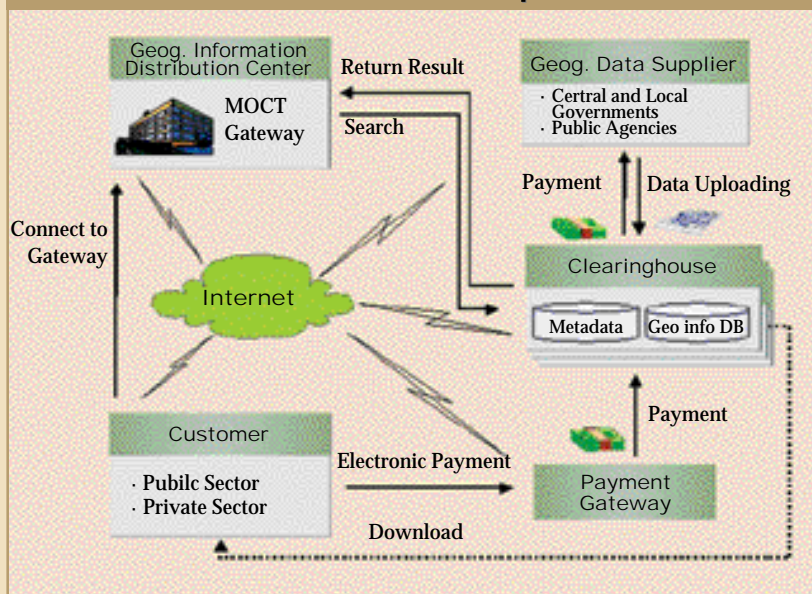 Geog. Information
Distribution Center
MOCT
Gateway
Return Result
Search
Geog. Data Supplier
· Certral and Local
Governments
· Public Agencies
Payment
Data Uploading
Connect to
Gateway
Internet
Clearinghouse
Metadata
Geo info DB
Payment
Customer
· Pubilc Sector
· Private Sector
Electronic Payment
Payment
Gateway
Download